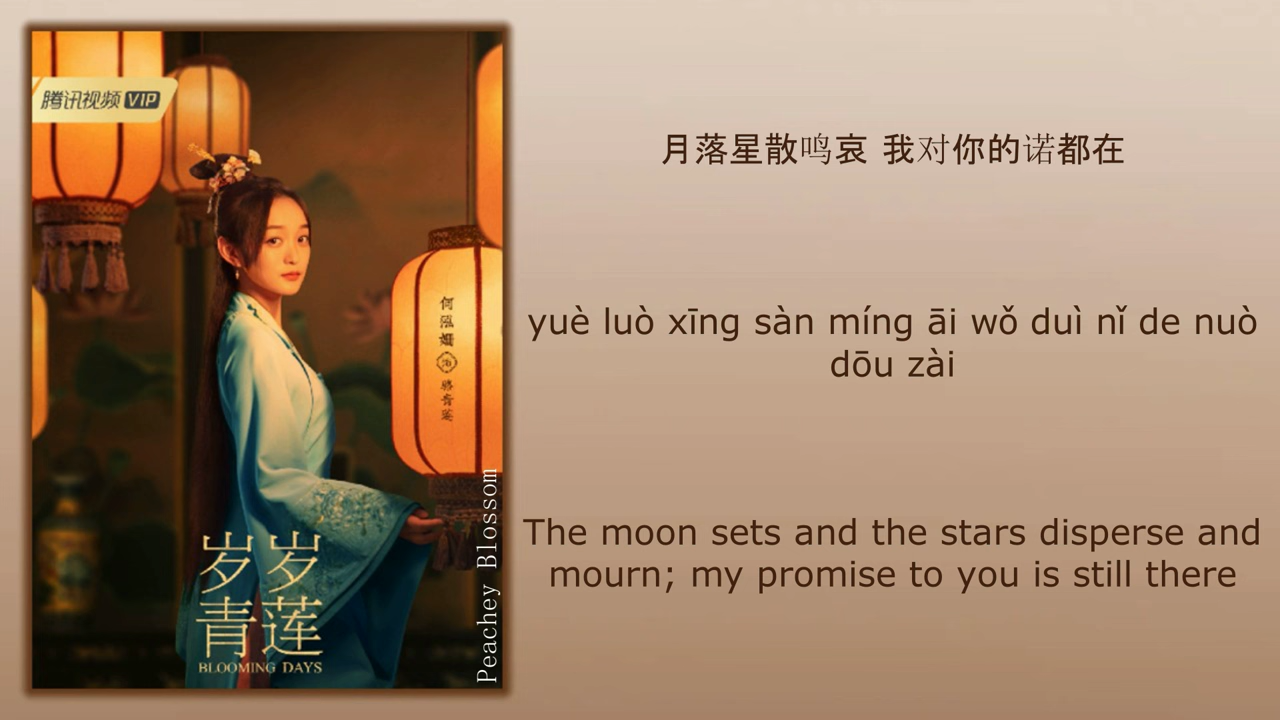 腾讯视频 VIP
何泓姗
饰
骆青莲
岁岁
青莲
BLOOMING DAYS
Peachey Blossom
月落星散鸣哀 我对你的诺都在
yuè luò xīng sàn míng āi wǒ duì nǐ de nuò
dōu zài
The moon sets and the stars disperse and
mourn; my promise to you is still there